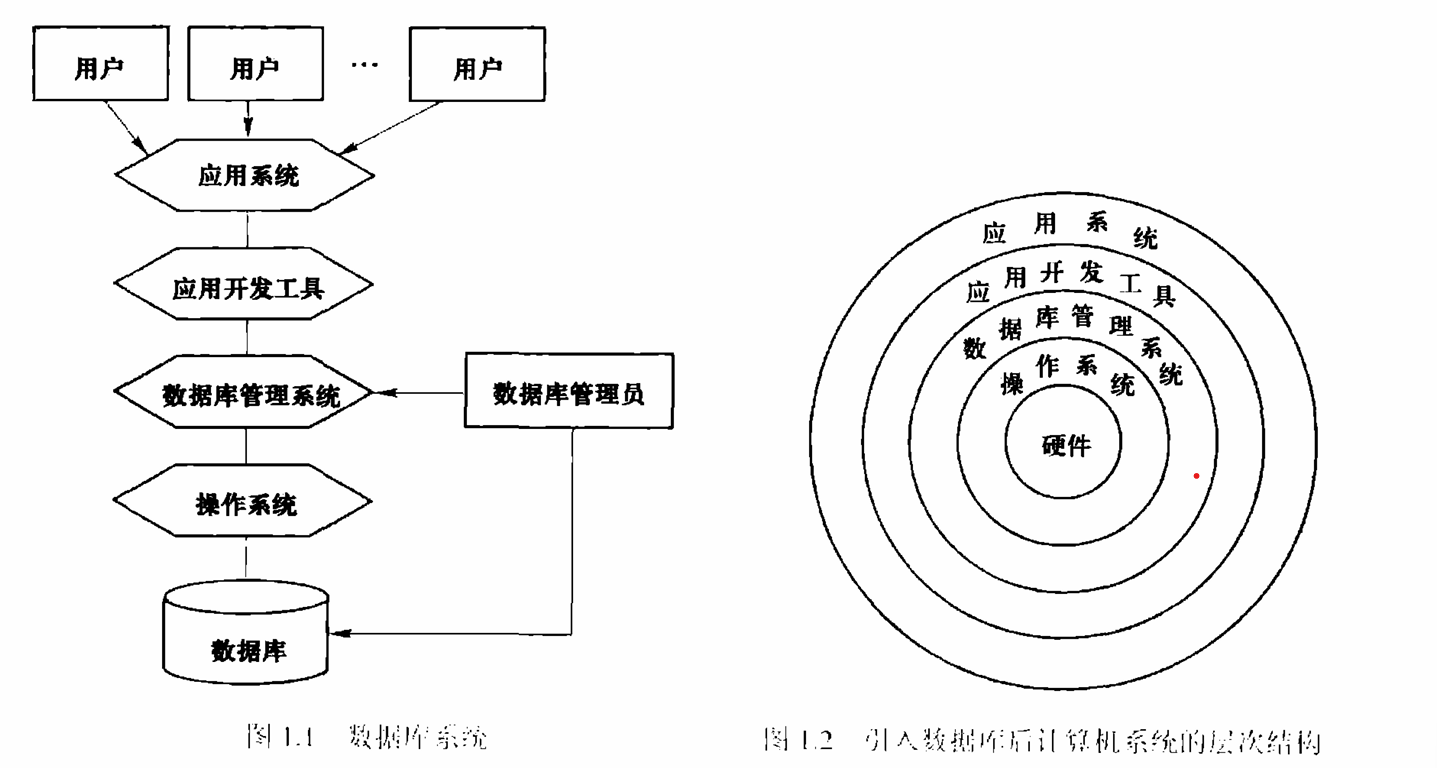 用户
用户
…
用户
应用系统
应用开发工具
数据库管理系统
数据库管理员
操作系统
数据库
图 1.1 数据库系统
应用系统
应用开发工具
数据库管理系统
操作系统
硬件
图 1.2 引入数据库后计算机系统的层次结构